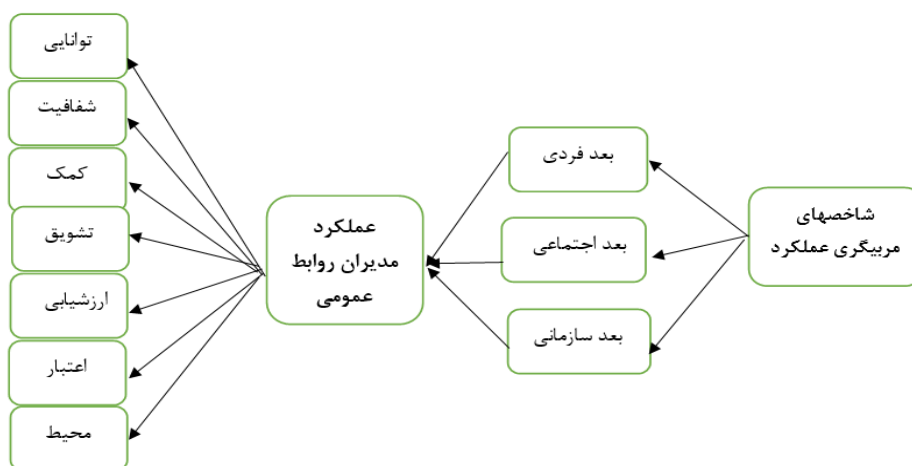 شاخصهای
مربیگری عملکرد
بعد فردی
بعد اجتماعی
بعد سازمانی
عملکرد
مدیران روابط
عمومی
توانایی
شفافیت
کمک
تشویق
ارزشیابی
اعتبار
محیط